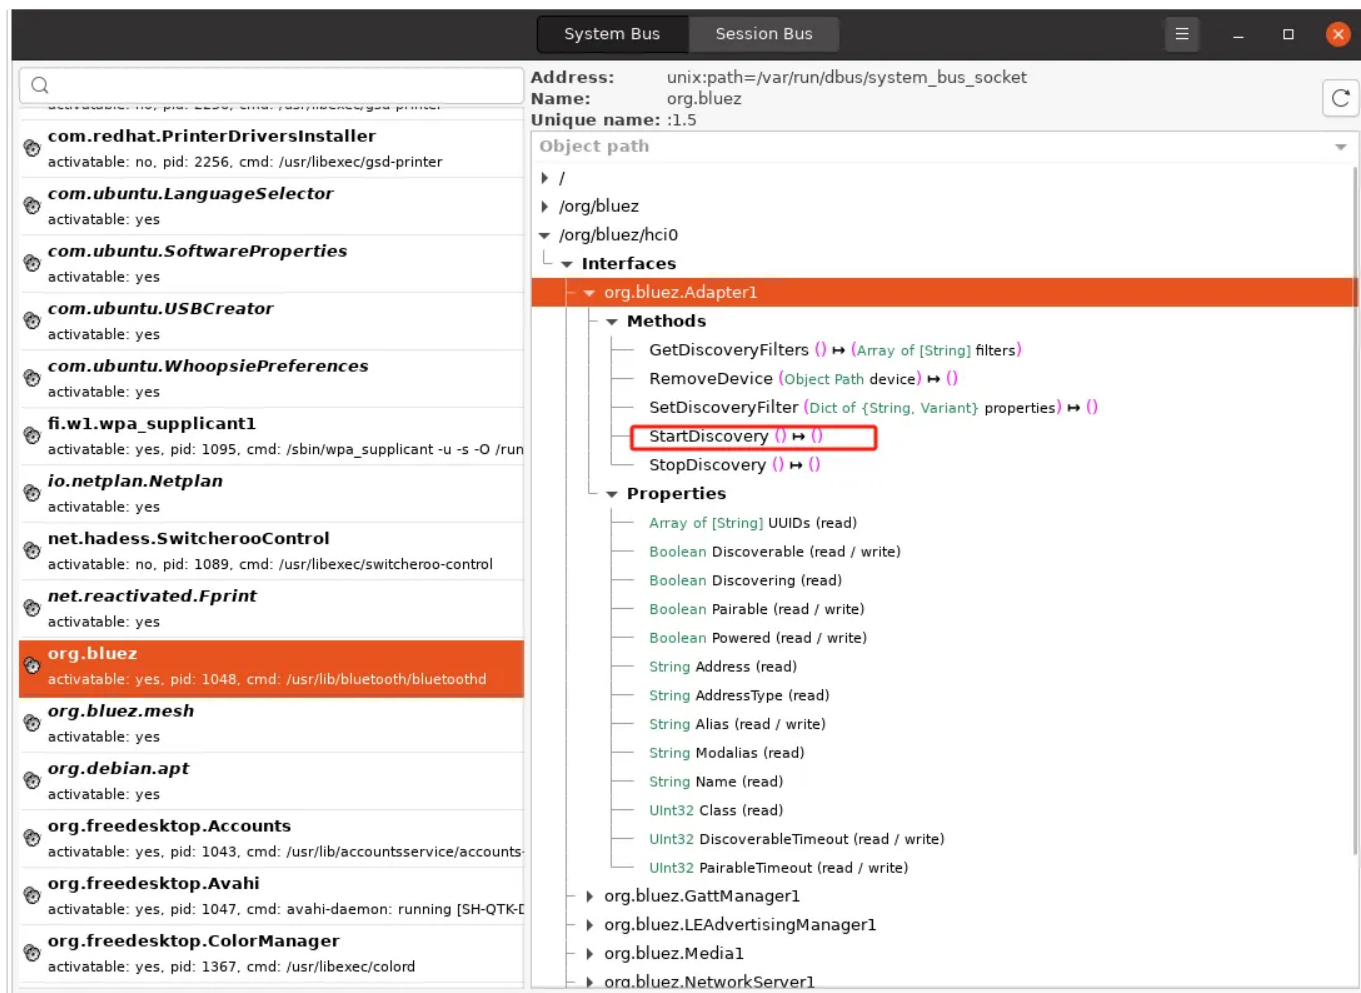 System Bus
Session Bus
Address: unix:path=/var/run/dbus/system_bus_socket
Name: org.bluez
Unique name: :1.5
activatable: no, pid: 2256, cmd: /usr/libexec/gsd-printer
com.redhat.PrinterDriversInstaller
activatable: no, pid: 2256, cmd: /usr/libexec/gsd-printer
com.ubuntu.LanguageSelector
activatable: yes
com.ubuntu.SoftwareProperties
activatable: yes
com.ubuntu.USBCreator
activatable: yes
com.ubuntu.WhoopsiePreferences
activatable: yes
fi.w1.wpa_supplicant1
activatable: yes, pid: 1095, cmd: /sbin/wpa_supplicant -u -s -O /run
io.netplan.Netplan
activatable: yes
net.hadess.SwitcherooControl
activatable: no, pid: 1089, cmd: /usr/libexec/switcheroo-control
net.reactivated.Fprint
activatable: yes
org.bluez
activatable: yes, pid: 1048, cmd: /usr/lib/bluetooth/bluetoothd
org.bluez.mesh
activatable: yes
org.debian.apt
activatable: yes
org.freedesktop.Accounts
activatable: yes, pid: 1043, cmd: /usr/lib/accountsservice/accounts-
org.freedesktop.Avahi
activatable: yes, pid: 1047, cmd: avahi-daemon: running [SH-QTK-D
org.freedesktop.ColorManager
activatable: yes, pid: 1367, cmd: /usr/libexec/colord
Object path
/
/org/bluez
/org/bluez/hci0
Interfaces
org.bluez.Adapter1
Methods
GetDiscoveryFilters () ↦ (Array of [String] filters)
RemoveDevice (Object Path device) ↦ ()
SetDiscoveryFilter (Dict of {String, Variant} properties) ↦ ()
StartDiscovery () ↦ ()
StopDiscovery () ↦ ()
Properties
Array of [String] UUIDs (read)
Boolean Discoverable (read / write)
Boolean Discovering (read)
Boolean Pairable (read / write)
Boolean Powered (read / write)
String Address (read)
String AddressType (read)
String Alias (read / write)
String Modalias (read)
String Name (read)
UInt32 Class (read)
UInt32 DiscoverableTimeout (read / write)
UInt32 PairableTimeout (read / write)
org.bluez.GattManager1
org.bluez.LEAdvertisingManager1
org.bluez.Media1
org.bluez.NetworkServer1